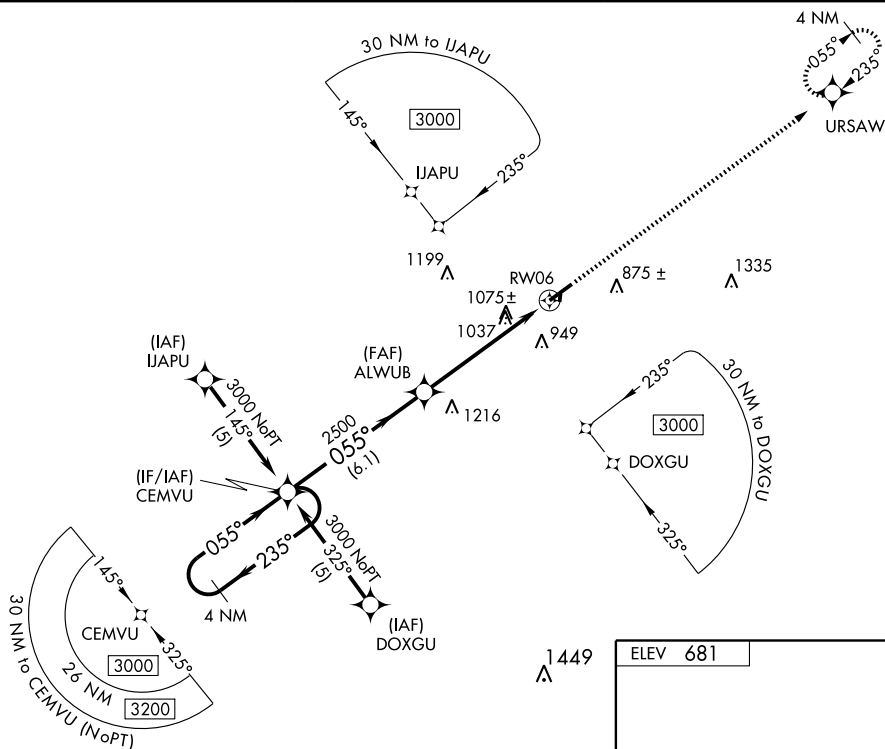 4 NM
055°
235°
URSAW
30 NM to IJAPU
3000
145°
IJAPU
235°
1199
RW06
875 ±
1335
1075 ±
1037
949
(IAF)
IJAPU
3000 NoPT
145°
(5)
(FAF)
ALWUB
1216
2500
055°
(6.1)
235°
30 NM to DOXGU
3000
DOXGU
325°
(IF/IAF)
CEMVU
055°
235°
4 NM
3000 NoPT
325°
(5)
(IAF)
DOXGU
145°
CEMVU
325°
3000
26 NM
3200
30 NM to CEMVU (NoPT)
1449
ELEV 681